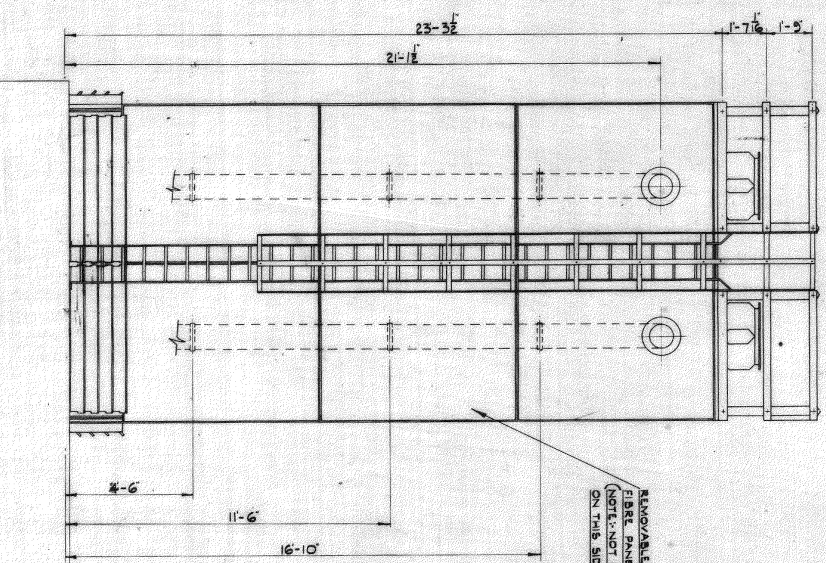 23-3½"
1'-7 1/16"
1'-9"
21'-1½"
4-6"
11'-6"
16'-10"
REMOVABLE
FIBRE PANE
(NOTE:- NOT
ON THIS SID